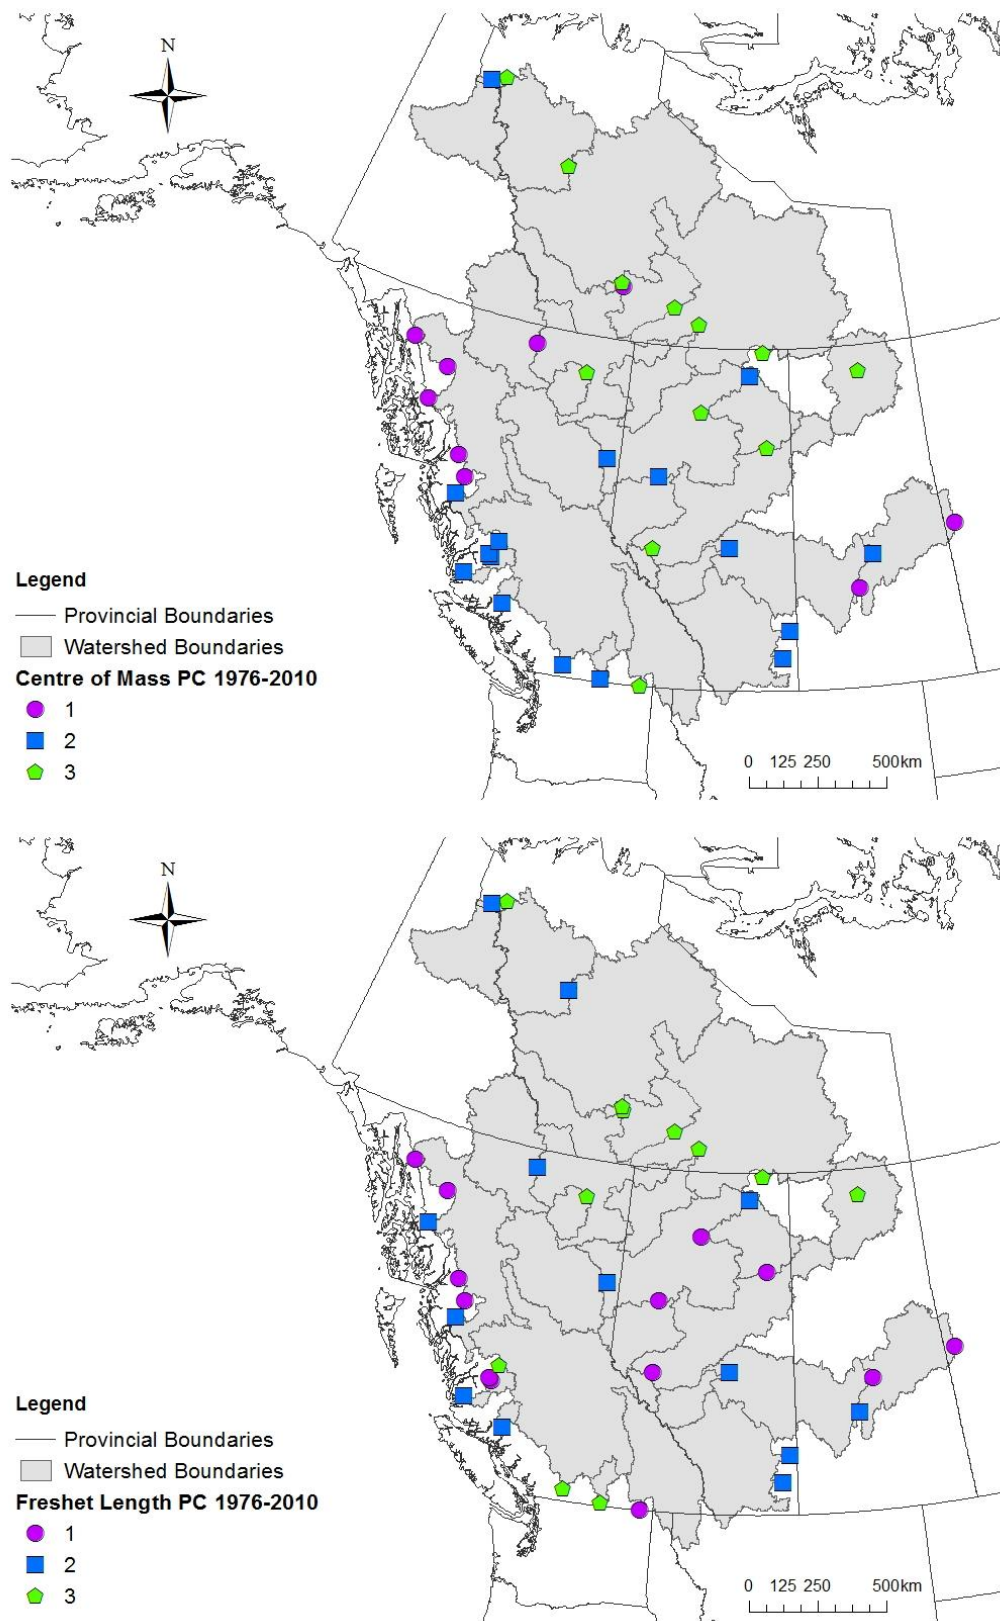 N
Legend
Provincial Boundaries
Watershed Boundaries
Centre of Mass PC 1976-2010
1
2
3
0 125 250 500km
N
Legend
Provincial Boundaries
Watershed Boundaries
Freshet Length PC 1976-2010
1
2
3
0 125 250 500km